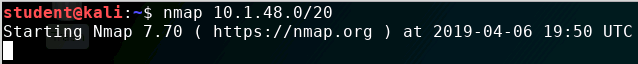 student@kali:~$ nmap 10.1.48.0/20
Starting Nmap 7.70 ( https://nmap.org ) at 2019-04-06 19:50 UTC